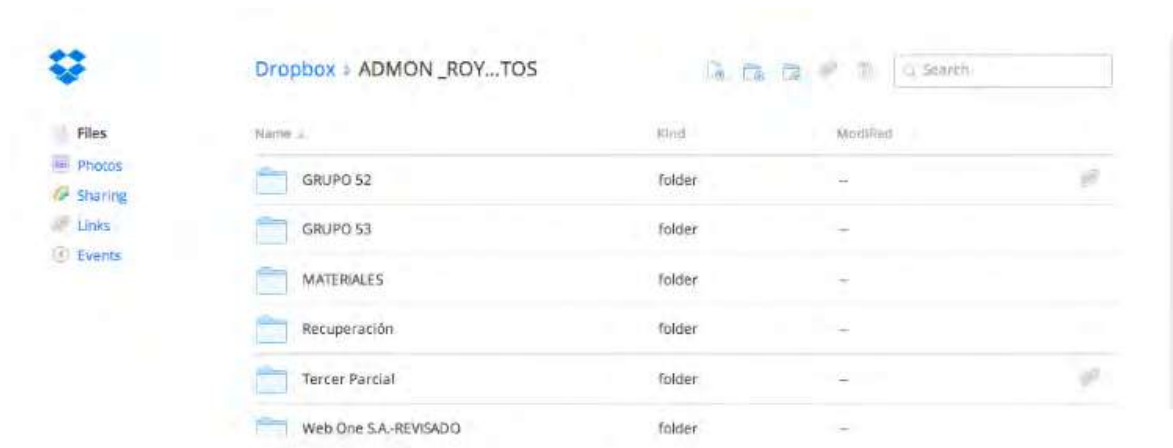 Dropbox › ADMON _ROY...TOS
Search
Files
Photos
Sharing
Links
Events
Name
Kind
Modified
GRUPO 52 folder --
GRUPO 53 folder --
MATERIALES folder --
Recuperación folder --
Tercer Parcial folder --
Web One S.A.-REVISADO folder --